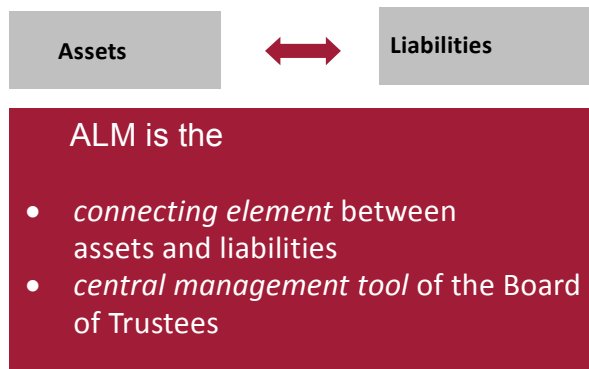 Assets
Liabilities
ALM is the
• connecting element between
assets and liabilities
• central management tool of the Board
of Trustees